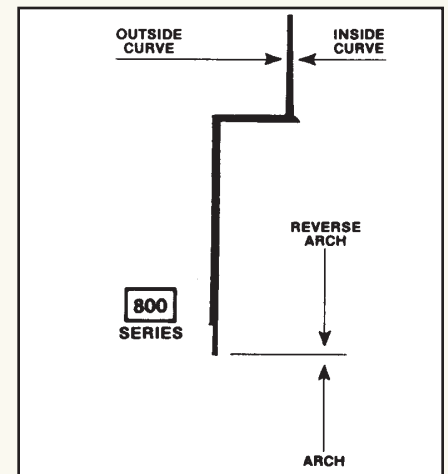 OUTSIDE
CURVE
INSIDE
CURVE
REVERSE
ARCH
800
SERIES
ARCH